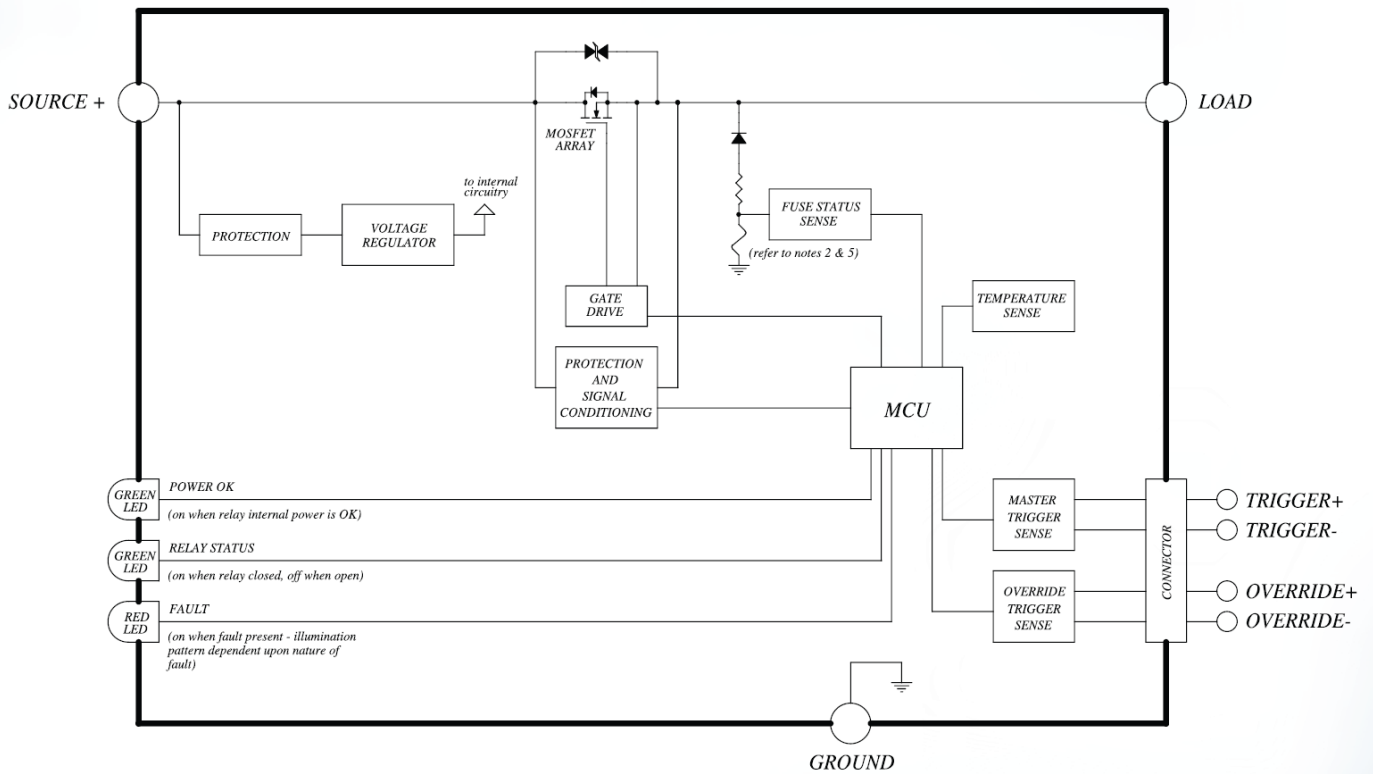 SOURCE +
LOAD
MOSFET
ARRAY
to internal
circuitry
PROTECTION
VOLTAGE
REGULATOR
FUSE STATUS
SENSE
(refer to notes 2 & 5)
GATE
DRIVE
TEMPERATURE
SENSE
PROTECTION
AND
SIGNAL
CONDITIONING
MCU
GREEN
LED
POWER OK
(on when relay internal power is OK)
GREEN
LED
RELAY STATUS
(on when relay closed, off when open)
RED
LED
FAULT
(on when fault present - illumination
pattern dependent upon nature of
fault)
MASTER
TRIGGER
SENSE
OVERRIDE
TRIGGER
SENSE
CONNECTOR
TRIGGER+
TRIGGER-
OVERRIDE+
OVERRIDE-
GROUND